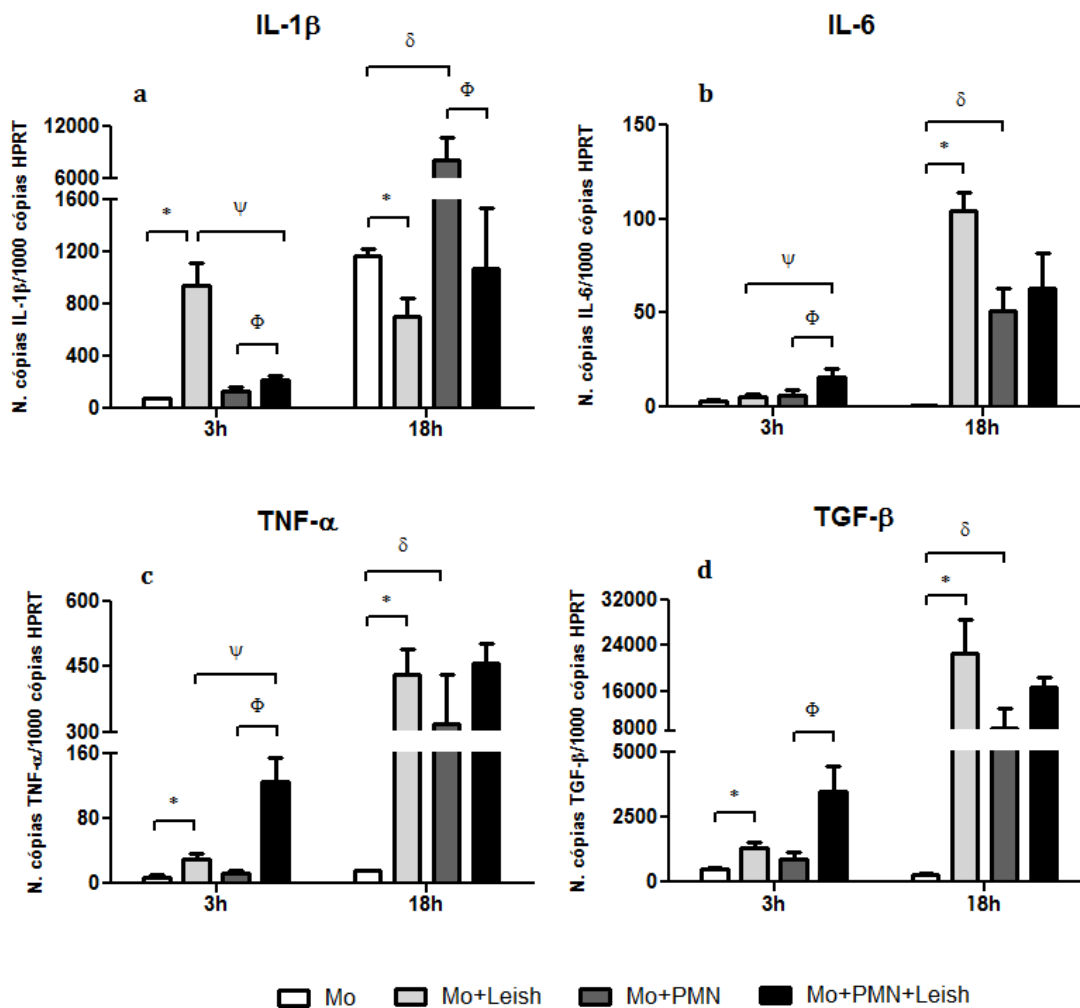 IL-1β
δ
a
Φ
N. cópias IL-1β/1000 cópias HPRT
12000
6000
1600
1200
800
400
0
*
ψ
Φ
*
3h
18h
IL-6
b
δ
N. cópias IL-6/1000 cópias HPRT
150
100
50
0
*
ψ
Φ
3h
18h
TNF-α
c
δ
N. cópias TNF-α/1000 cópias HPRT
600
450
300
160
80
0
*
ψ
Φ
*
3h
18h
TGF-β
d
δ
N. cópias TGF-β/1000 cópias HPRT
32000
24000
16000
8000
5000
2500
0
*
Φ
*
3h
18h
Mo Mo+Leish Mo+PMN Mo+PMN+Leish